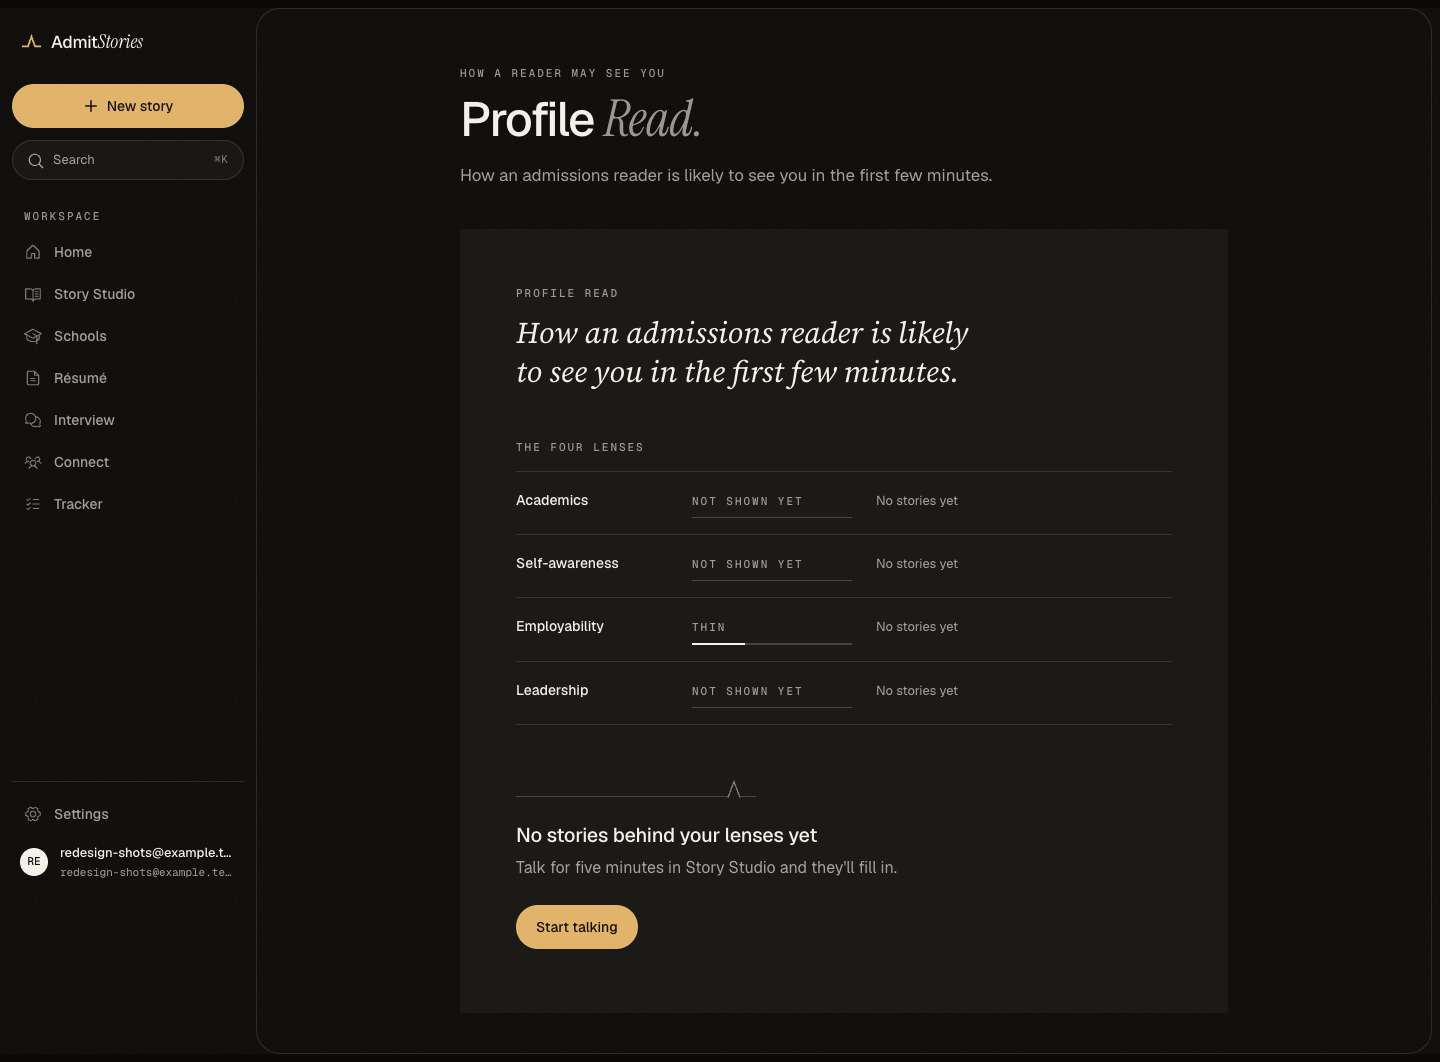 AdmitStories
New story
Search ⌘K
WORKSPACE
Home
Story Studio
Schools
Résumé
Interview
Connect
Tracker
Settings
RE
redesign-shots@example.t…
redesign-shots@example.te…
HOW A READER MAY SEE YOU
Profile Read.
How an admissions reader is likely to see you in the first few minutes.
PROFILE READ
How an admissions reader is likely
to see you in the first few minutes.
THE FOUR LENSES
Academics NOT SHOWN YET No stories yet
Self-awareness NOT SHOWN YET No stories yet
Employability THIN No stories yet
Leadership NOT SHOWN YET No stories yet
No stories behind your lenses yet
Talk for five minutes in Story Studio and they'll fill in.
Start talking